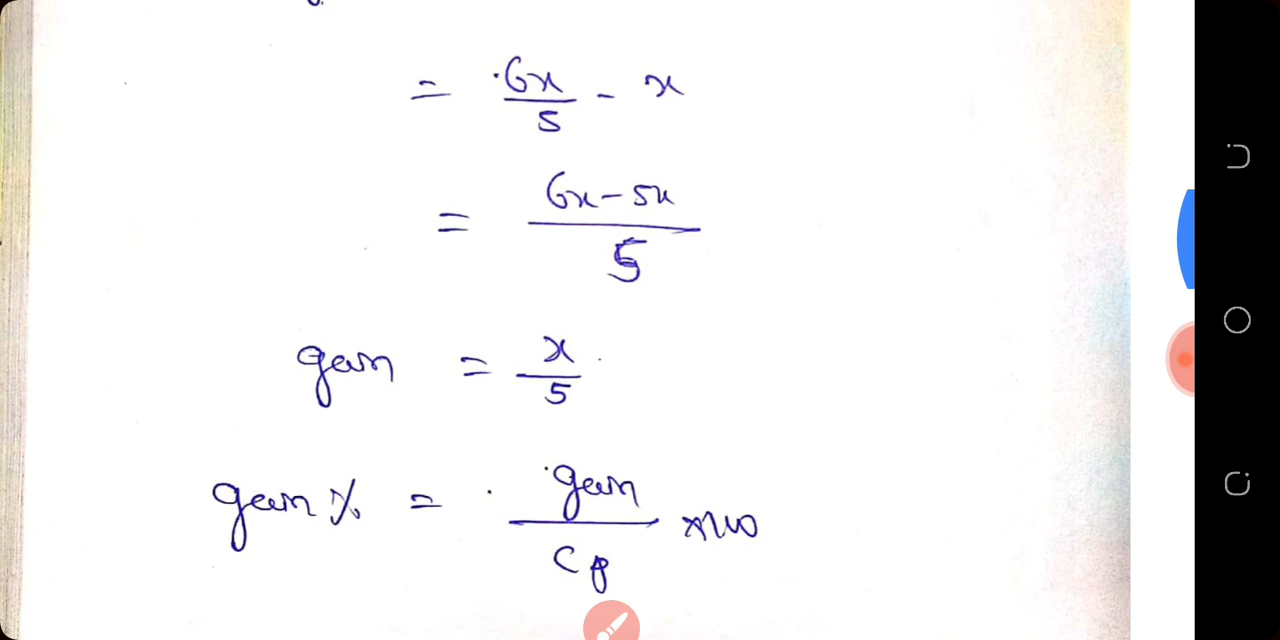 = 6x/5 - x
= 6x-5x/5
gain = x/5
gain % = gain/CP ×100